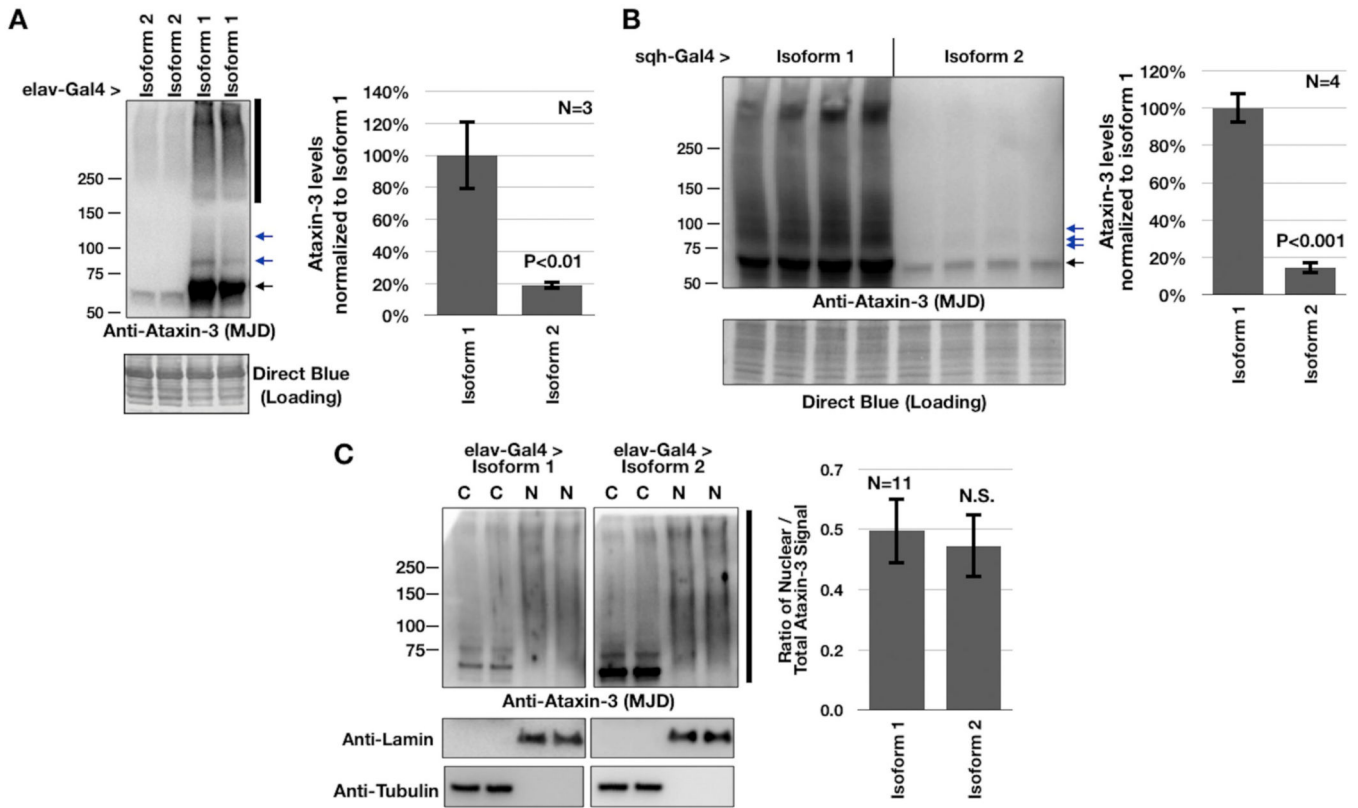 A
elav-Gal4 >
Isoform 2
Isoform 2
Isoform 1
Isoform 1
250
150
100
75
50
Anti-Ataxin-3 (MJD)
Direct Blue
(Loading)
Ataxin-3 levels
normalized to Isoform 1
140%
120%
100%
80%
60%
40%
20%
0%
N=3
P<0.01
Isoform 1
Isoform 2
B
sqh-Gal4 >
Isoform 1
Isoform 2
250
150
100
75
50
Anti-Ataxin-3 (MJD)
Direct Blue (Loading)
Ataxin-3 levels
normalized to isoform 1
120%
100%
80%
60%
40%
20%
0%
N=4
P<0.001
Isoform 1
Isoform 2
C
elav-Gal4 >
Isoform 1
elav-Gal4 >
Isoform 2
C C N N
C C N N
250
150
100
75
Anti-Ataxin-3 (MJD)
Anti-Lamin
Anti-Tubulin
Ratio of Nuclear /
Total Ataxin-3 Signal
0.7
0.5
0.4
0.2
0.0
N=11
N.S.
Isoform 1
Isoform 2